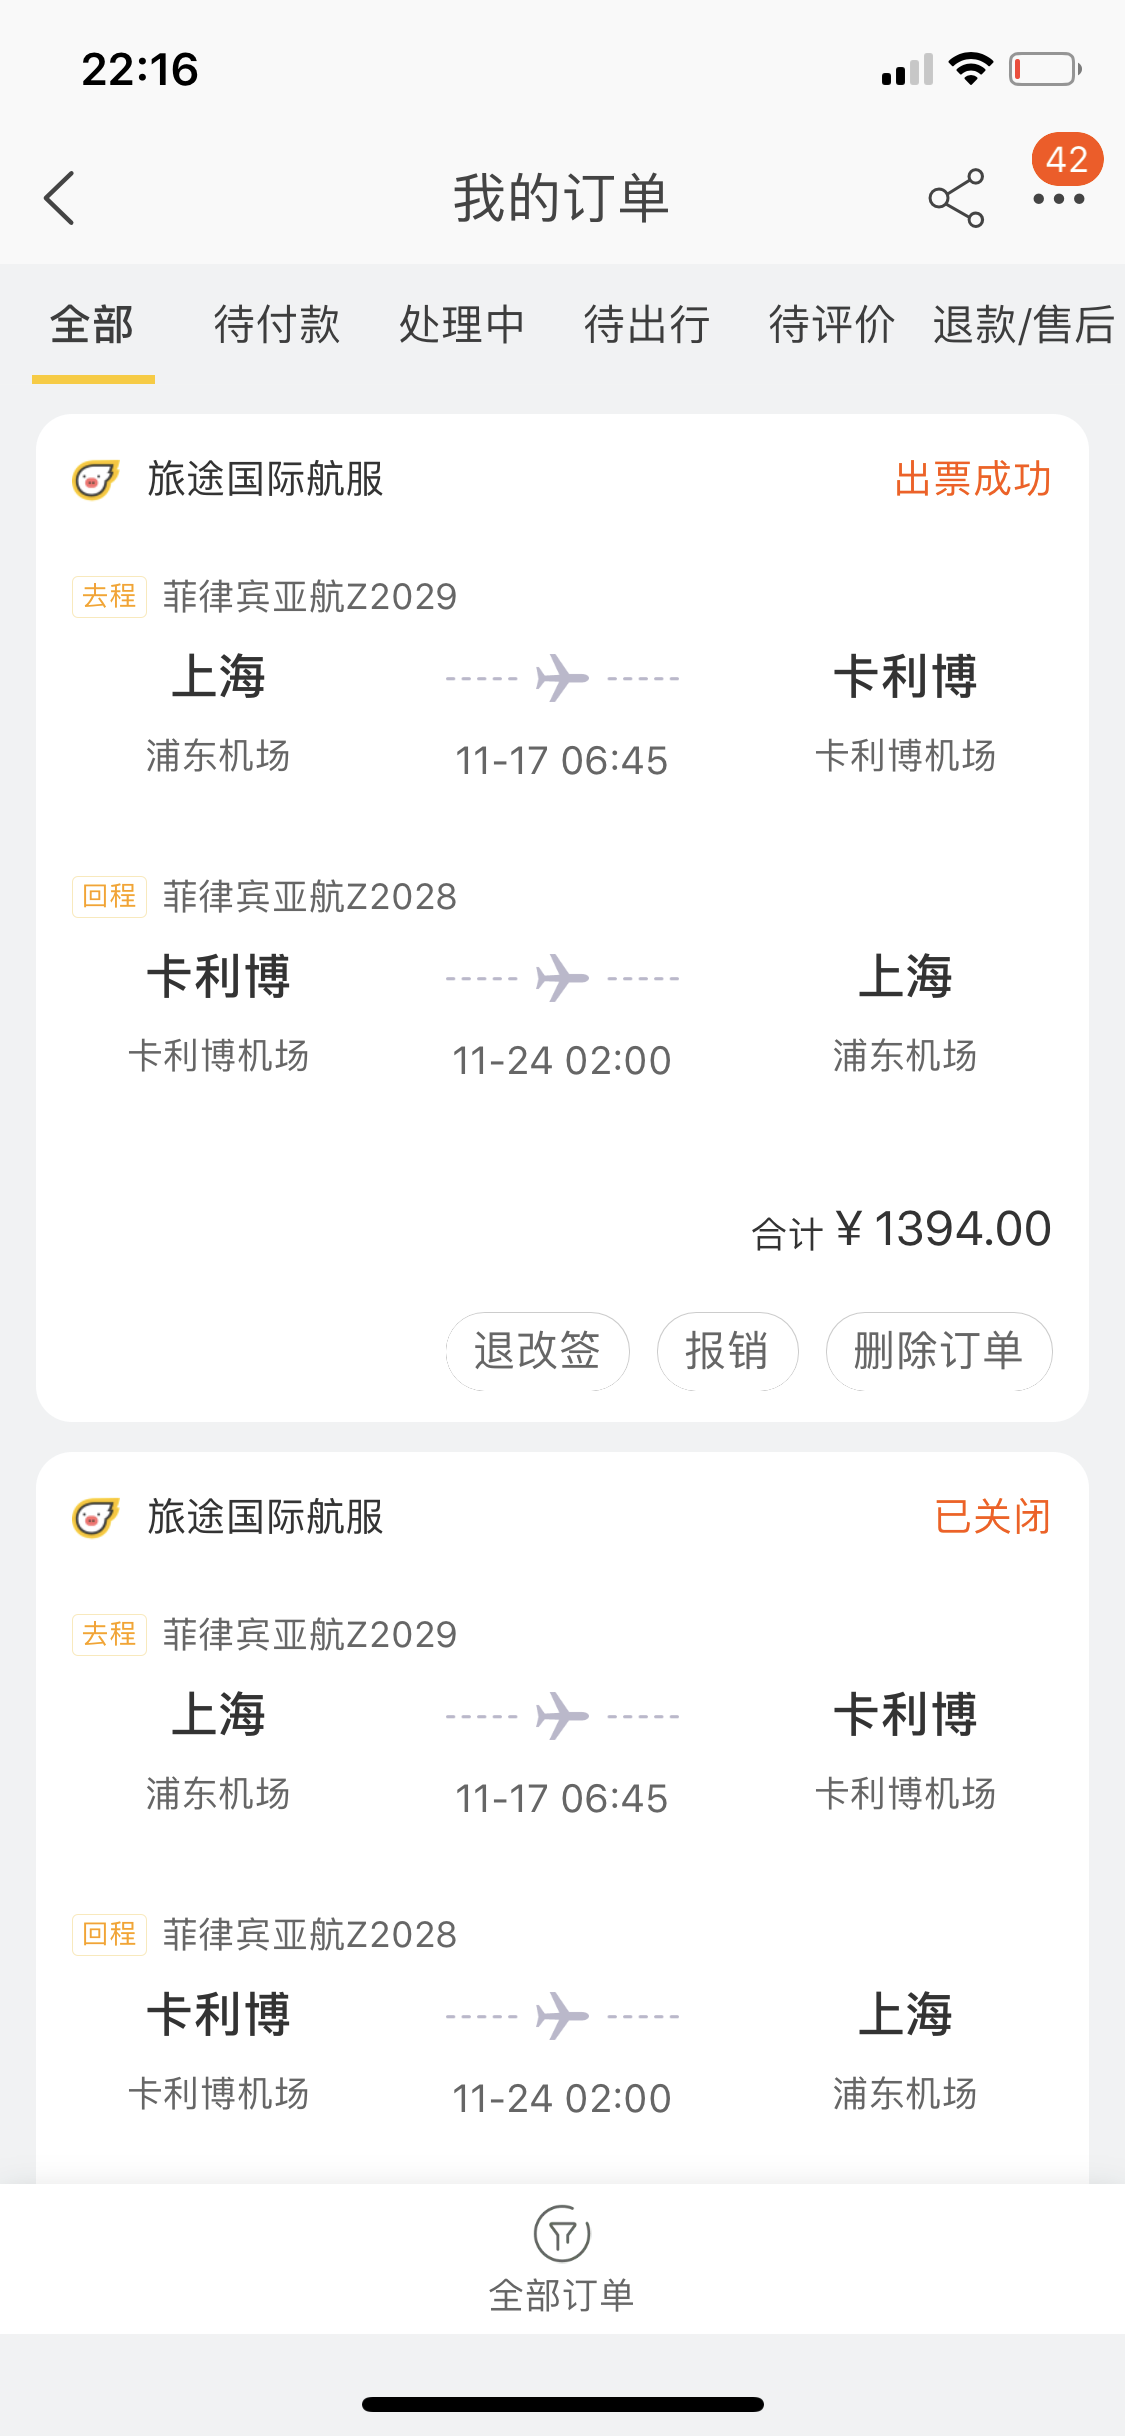 22:16
我的订单
42
全部 待付款 处理中 待出行 待评价 退款/售后
旅途国际航服 出票成功
去程 菲律宾亚航Z2029
上海 卡利博
浦东机场 11-17 06:45 卡利博机场
回程 菲律宾亚航Z2028
卡利博 上海
卡利博机场 11-24 02:00 浦东机场
合计 ¥ 1394.00
退改签 报销 删除订单
旅途国际航服 已关闭
去程 菲律宾亚航Z2029
上海 卡利博
浦东机场 11-17 06:45 卡利博机场
回程 菲律宾亚航Z2028
卡利博 上海
卡利博机场 11-24 02:00 浦东机场
全部订单